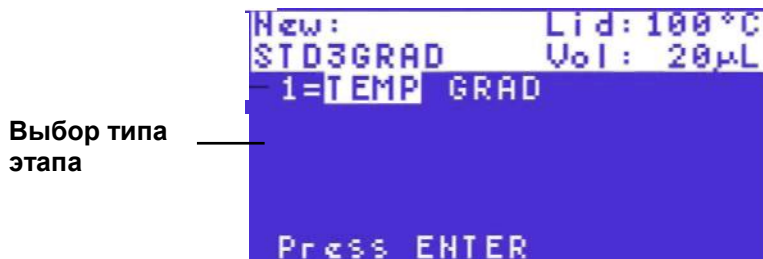 New: Lid:100°C
STD3GRAD Vol: 20µL
1=TEMP GRAD
Выбор типа
этапа
Press ENTER